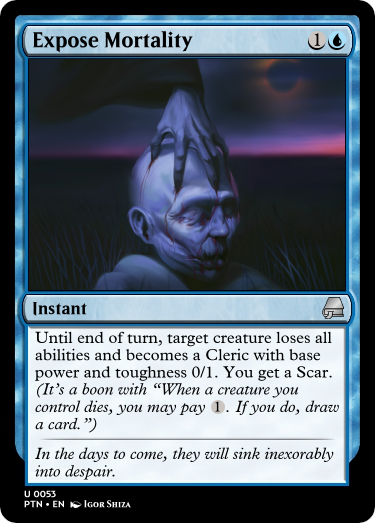 Expose Mortality 1
Instant
Until end of turn, target creature loses all
abilities and becomes a Cleric with base
power and toughness 0/1. You get a Scar.
(It's a boon with “When a creature you
control dies, you may pay 1. If you do, draw
a card.”)
In the days to come, they will sink inexorably
into despair.
U 0053
PTN • EN Igor Shiza